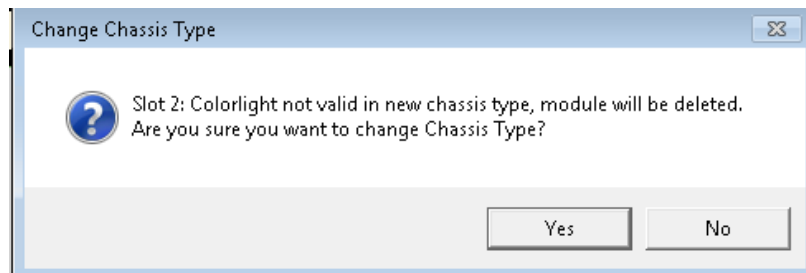 Change Chassis Type
Slot 2: Colorlight not valid in new chassis type, module will be deleted.
Are you sure you want to change Chassis Type?
Yes
No